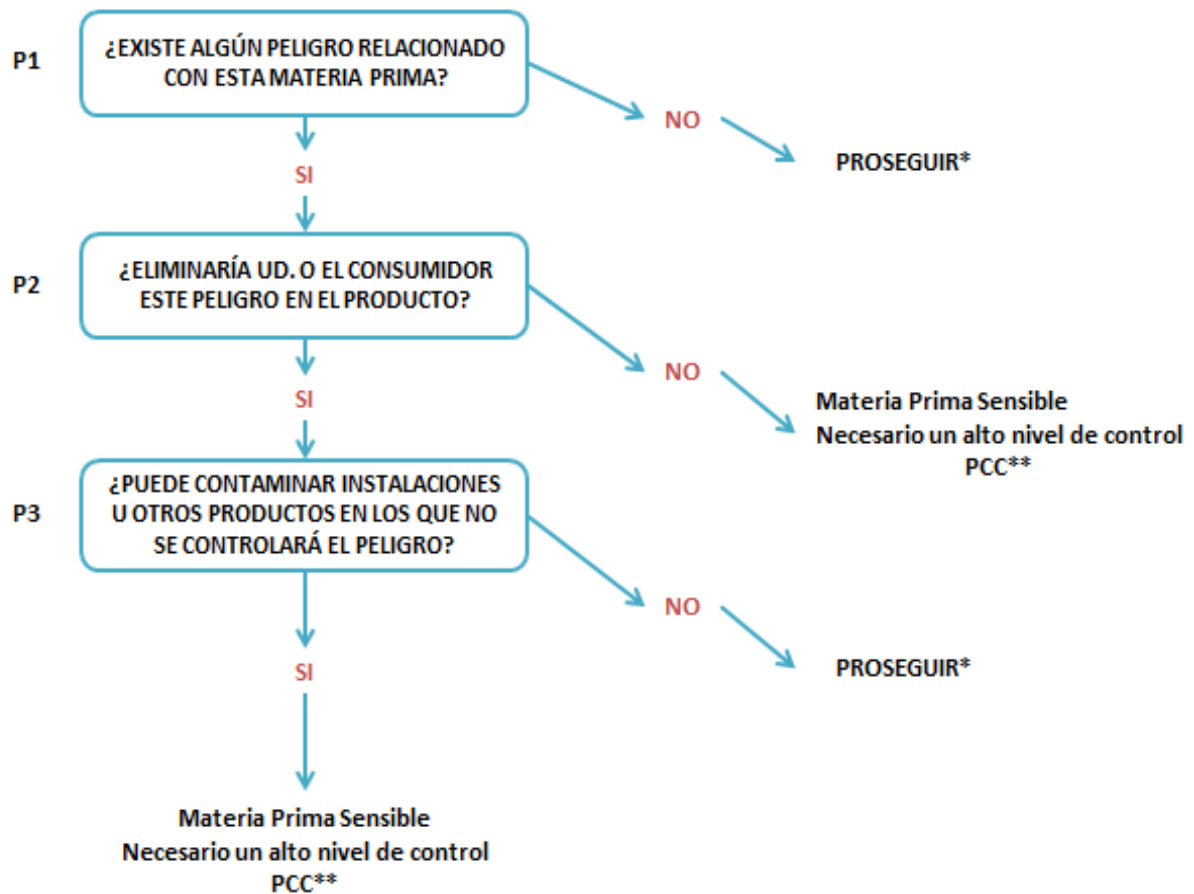 P1
¿EXISTE ALGÚN PELIGRO RELACIONADO
CON ESTA MATERIA PRIMA?
NO
PROSEGUIR*
SI
P2
¿ELIMINARÍA UD. O EL CONSUMIDOR
ESTE PELIGRO EN EL PRODUCTO?
NO
Materia Prima Sensible
Necesario un alto nivel de control
PCC**
SI
P3
¿PUEDE CONTAMINAR INSTALACIONES
U OTROS PRODUCTOS EN LOS QUE NO
SE CONTROLARÁ EL PELIGRO?
NO
PROSEGUIR*
SI
Materia Prima Sensible
Necesario un alto nivel de control
PCC**